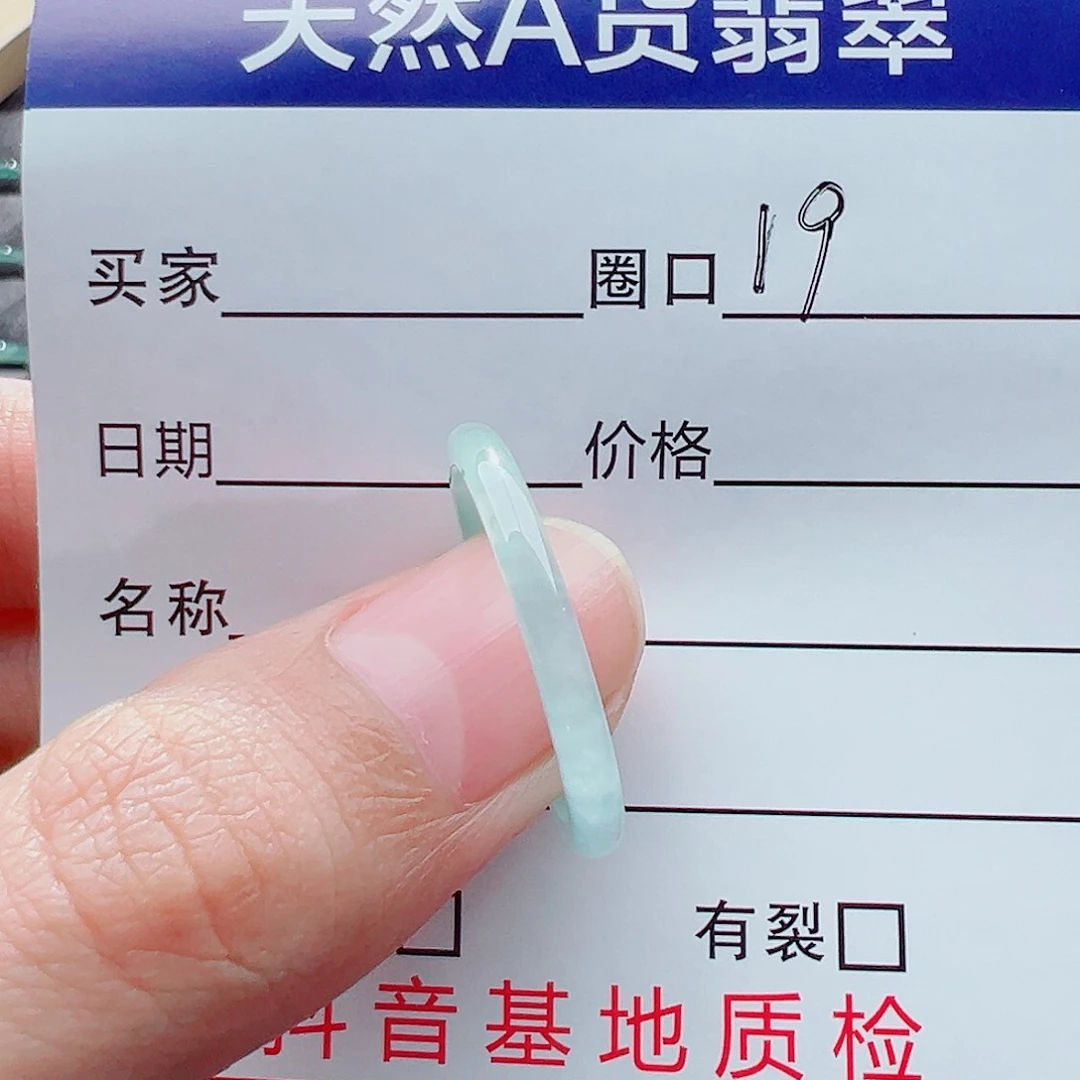 天然A货翡翠
买家 圈口 19
日期 价格
名称
有裂
抖音基地质检